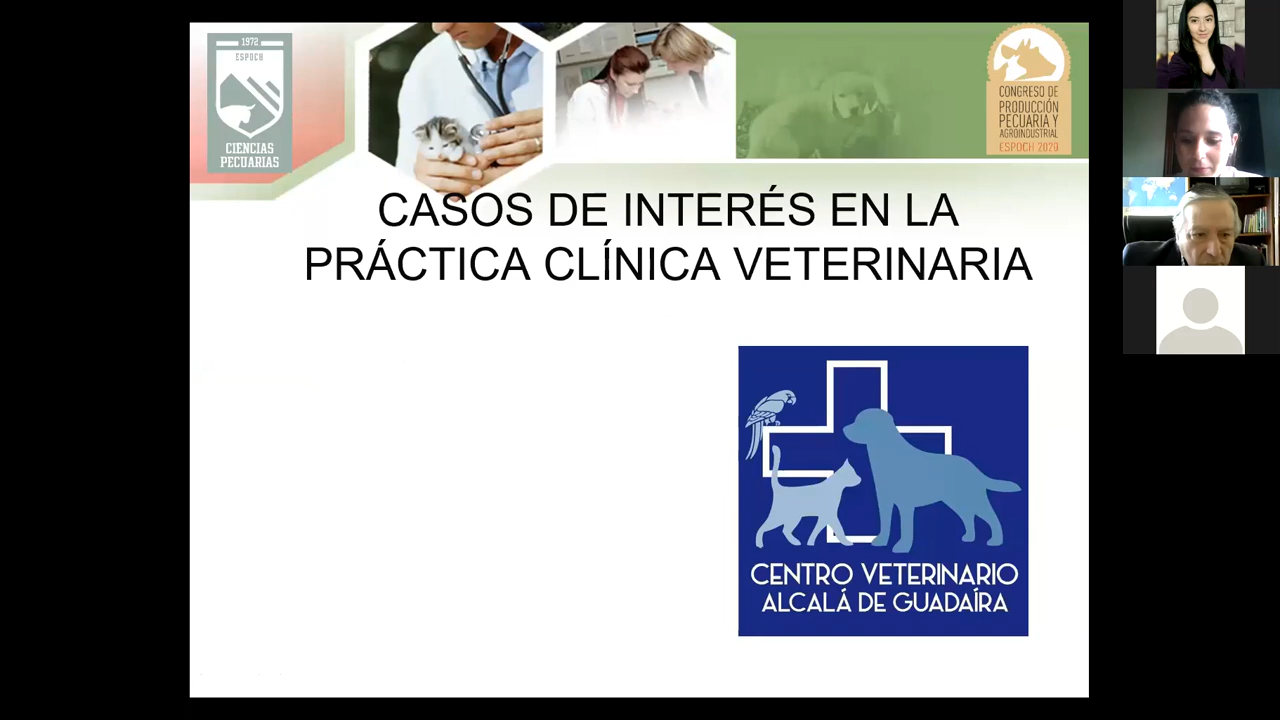 1972
ESPOCH
CIENCIAS
PECUARIAS
CONGRESO DE
PRODUCCIÓN
PECUARIA Y
AGROINDUSTRIAL
ESPOCH 2020
CASOS DE INTERÉS EN LA
PRÁCTICA CLÍNICA VETERINARIA
CENTRO VETERINARIO
ALCALÁ DE GUADAÍRA